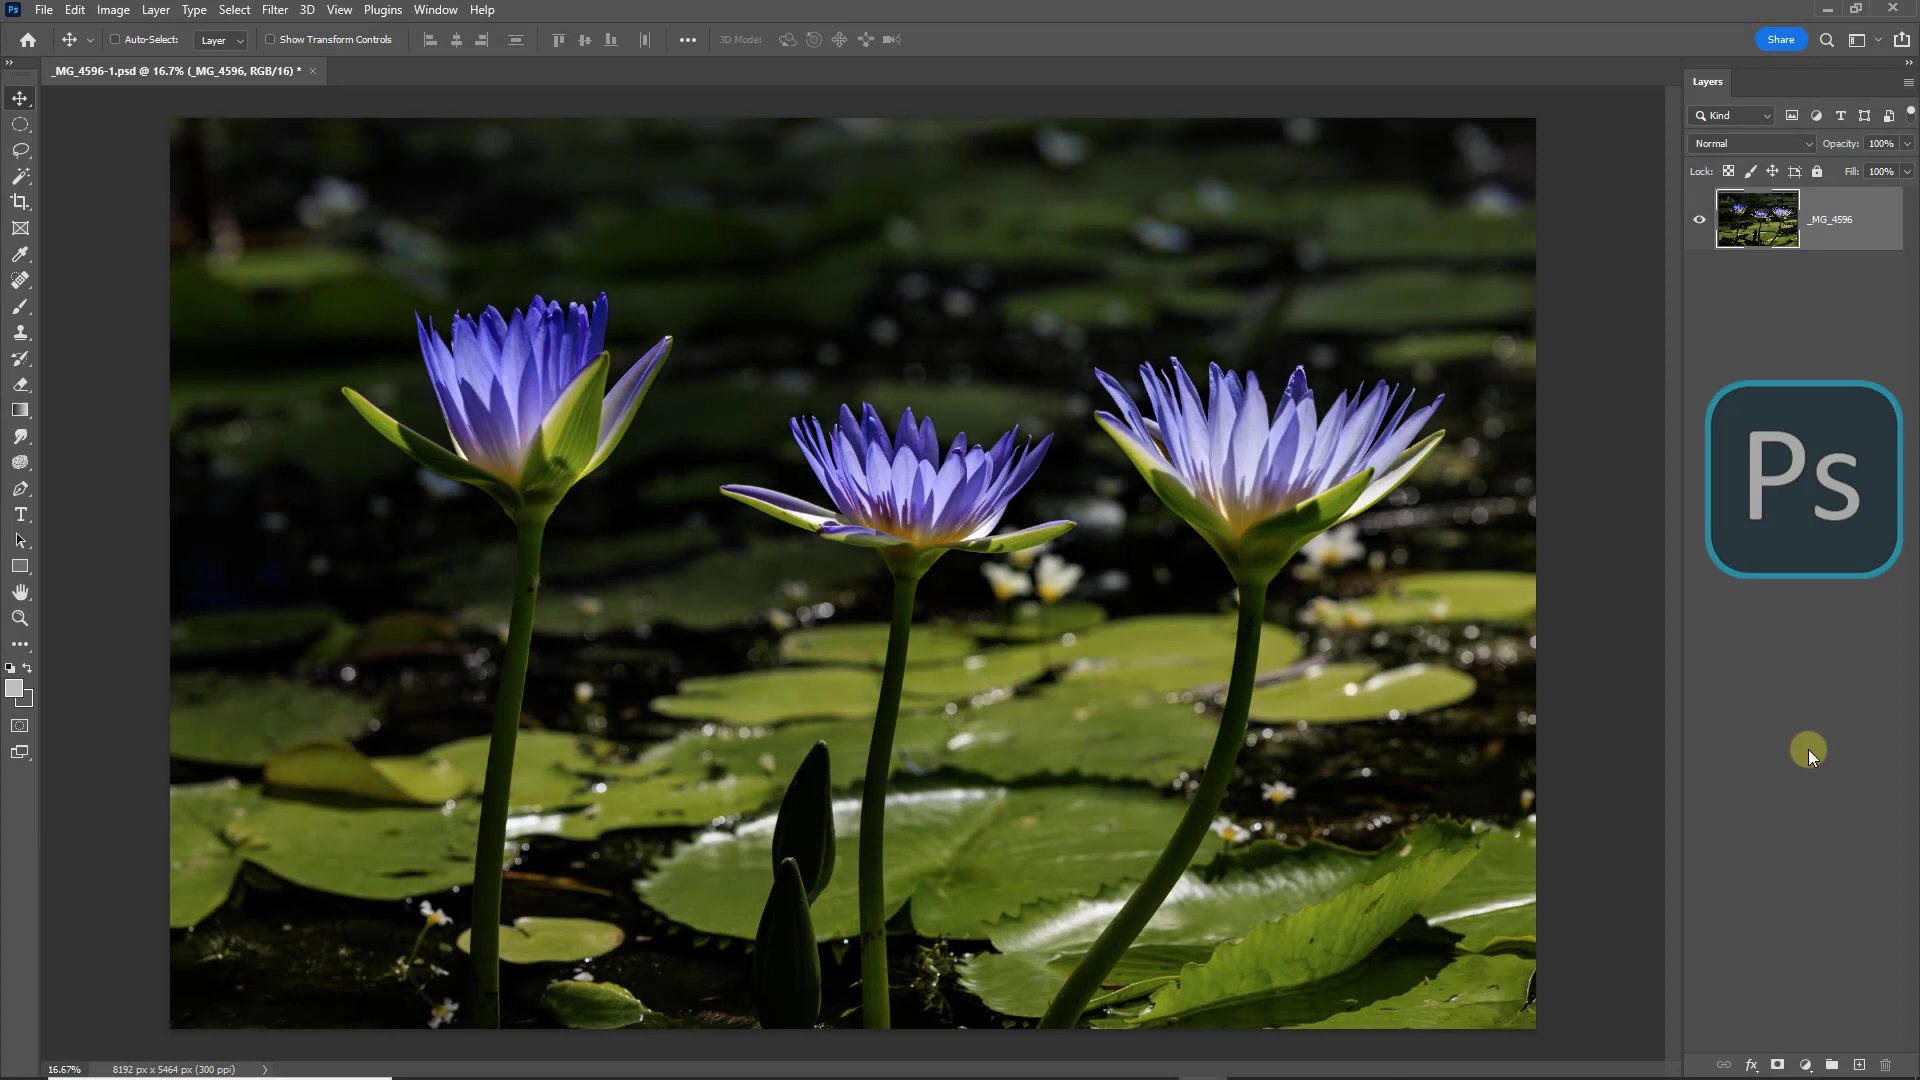 Ps File Edit Image Layer Type Select Filter 3D View Plugins Window Help
Auto-Select: Layer Show Transform Controls 3D Mode: Share
_MG_4596-1.psd @ 16.7% (_MG_4596, RGB/16) *
Layers
Kind
Normal Opacity: 100%
Lock: Fill: 100%
_MG_4596
Ps
T
16.67% 8192 px x 5464 px (300 ppi)
fx